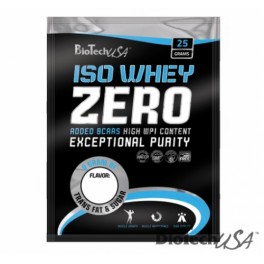 BioTechUSA
25
GRAMS
ISO WHEY
ZERO
ADDED BCAAS HIGH WPI CONTENT
EXCEPTIONAL PURITY
FLAVOR:
TRANS FAT & SUGAR
BioTechUSA